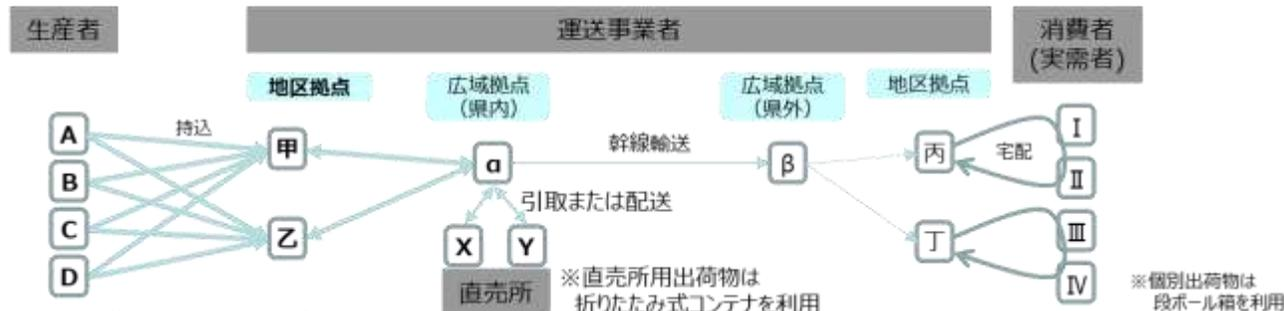 生産者
運送事業者
消費者
(実需者)
地区拠点
広域拠点
(県内)
広域拠点
(県外)
地区拠点
A
B
C
D
持込
甲
乙
α
幹線輸送
β
引取または配送
X
Y
直売所
※直売所用出荷物は
折りたたみ式コンテナを利用
丙
丁
宅配
Ⅰ
Ⅱ
Ⅲ
Ⅳ
※個別出荷物は
段ボール箱を利用